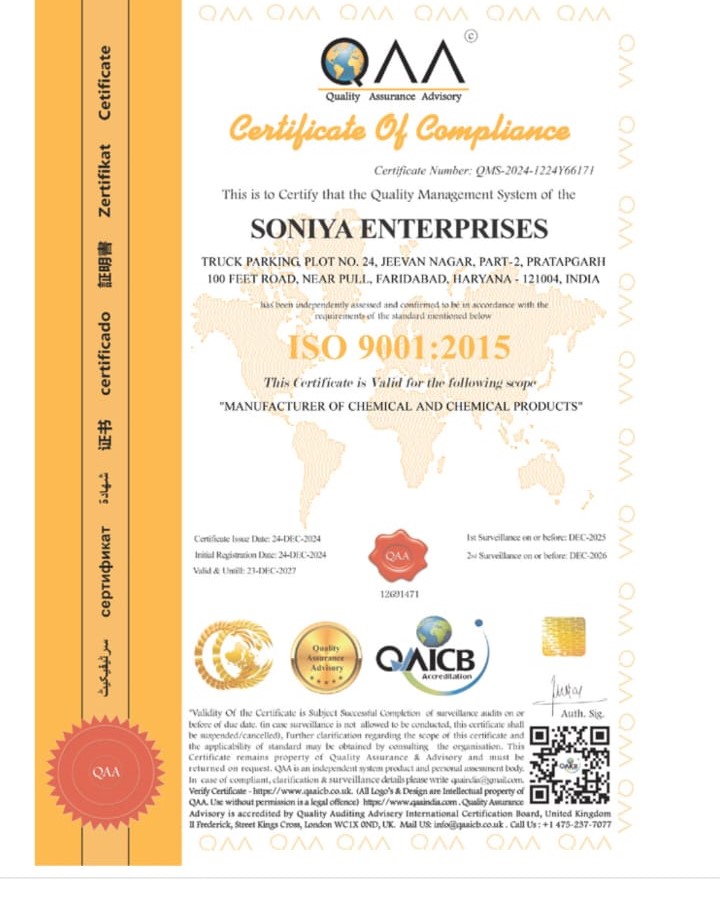 Cetificate
Zertifikat
証明書
certificado
证书
شهادة
сертификат
سرٹیفیکیٹ
QAA
©
QAA
Quality Assurance Advisory
Certificate Of Compliance
Certificate Number: QMS-2024-1224Y66171
This is to Certify that the Quality Management System of the
SONIYA ENTERPRISES
TRUCK PARKING, PLOT NO. 24, JEEVAN NAGAR, PART-2, PRATAPGARH
100 FEET ROAD, NEAR PULL, FARIDABAD, HARYANA - 121004, INDIA
has been independently assessed and confirmed to be in accordance with the
requirements of the standard mentioned below
ISO 9001:2015
This Certificate is Valid for the following scope
"MANUFACTURER OF CHEMICAL AND CHEMICAL PRODUCTS"
Certificate Issue Date: 24-DEC-2024
Initial Registration Date: 24-DEC-2024
Valid & Untill: 23-DEC-2027
QAA
12691471
1st Surveillance on or before: DEC-2025
2nd Surveillance on or before: DEC-2026
Quality
Assurance
Advisory
QAICB
Accreditation
Auth. Sig.
"Validity Of the Certificate is Subject Successful Completion of surveillance audits on or
before of due date. (in case surveillance is not allowed to be conducted, this certificate shall
be suspended/cancelled), Further clarification regarding the scope of this certificate and
the applicability of standard may be obtained by consulting the organisation. This
Certificate remains property of Quality Assurance & Advisory and must be
returned on request. QAA is an independent system product and personal assessment body.
In case of compliant, clarification & surveillance details please write qaaindia@gmail.com.
Verify Certificate - https://www.qaaicb.co.uk. (All Logo's & Design are Intellectual property of
QAA, Use without permission is a legal offence) https://www.qaaindia.com . Quality Assurance
Advisory is accredited by Quality Auditing Advisery International Certification Board, United Kingdom
II Frederick, Street Kings Cross, London WC1X 0ND, UK. Mail US: info@qaaicb.co.uk . Call Us : +1 475-257-7077